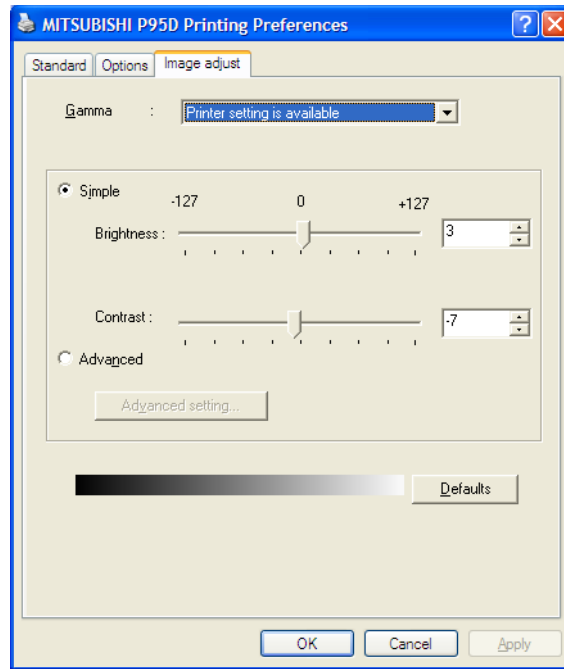 MITSUBISHI P95D Printing Preferences
Standard Options Image adjust
Gamma : Printer setting is available
Simple
-127 0 +127
Brightness : 3
Contrast : -7
Advanced
Advanced setting...
Defaults
OK Cancel Apply